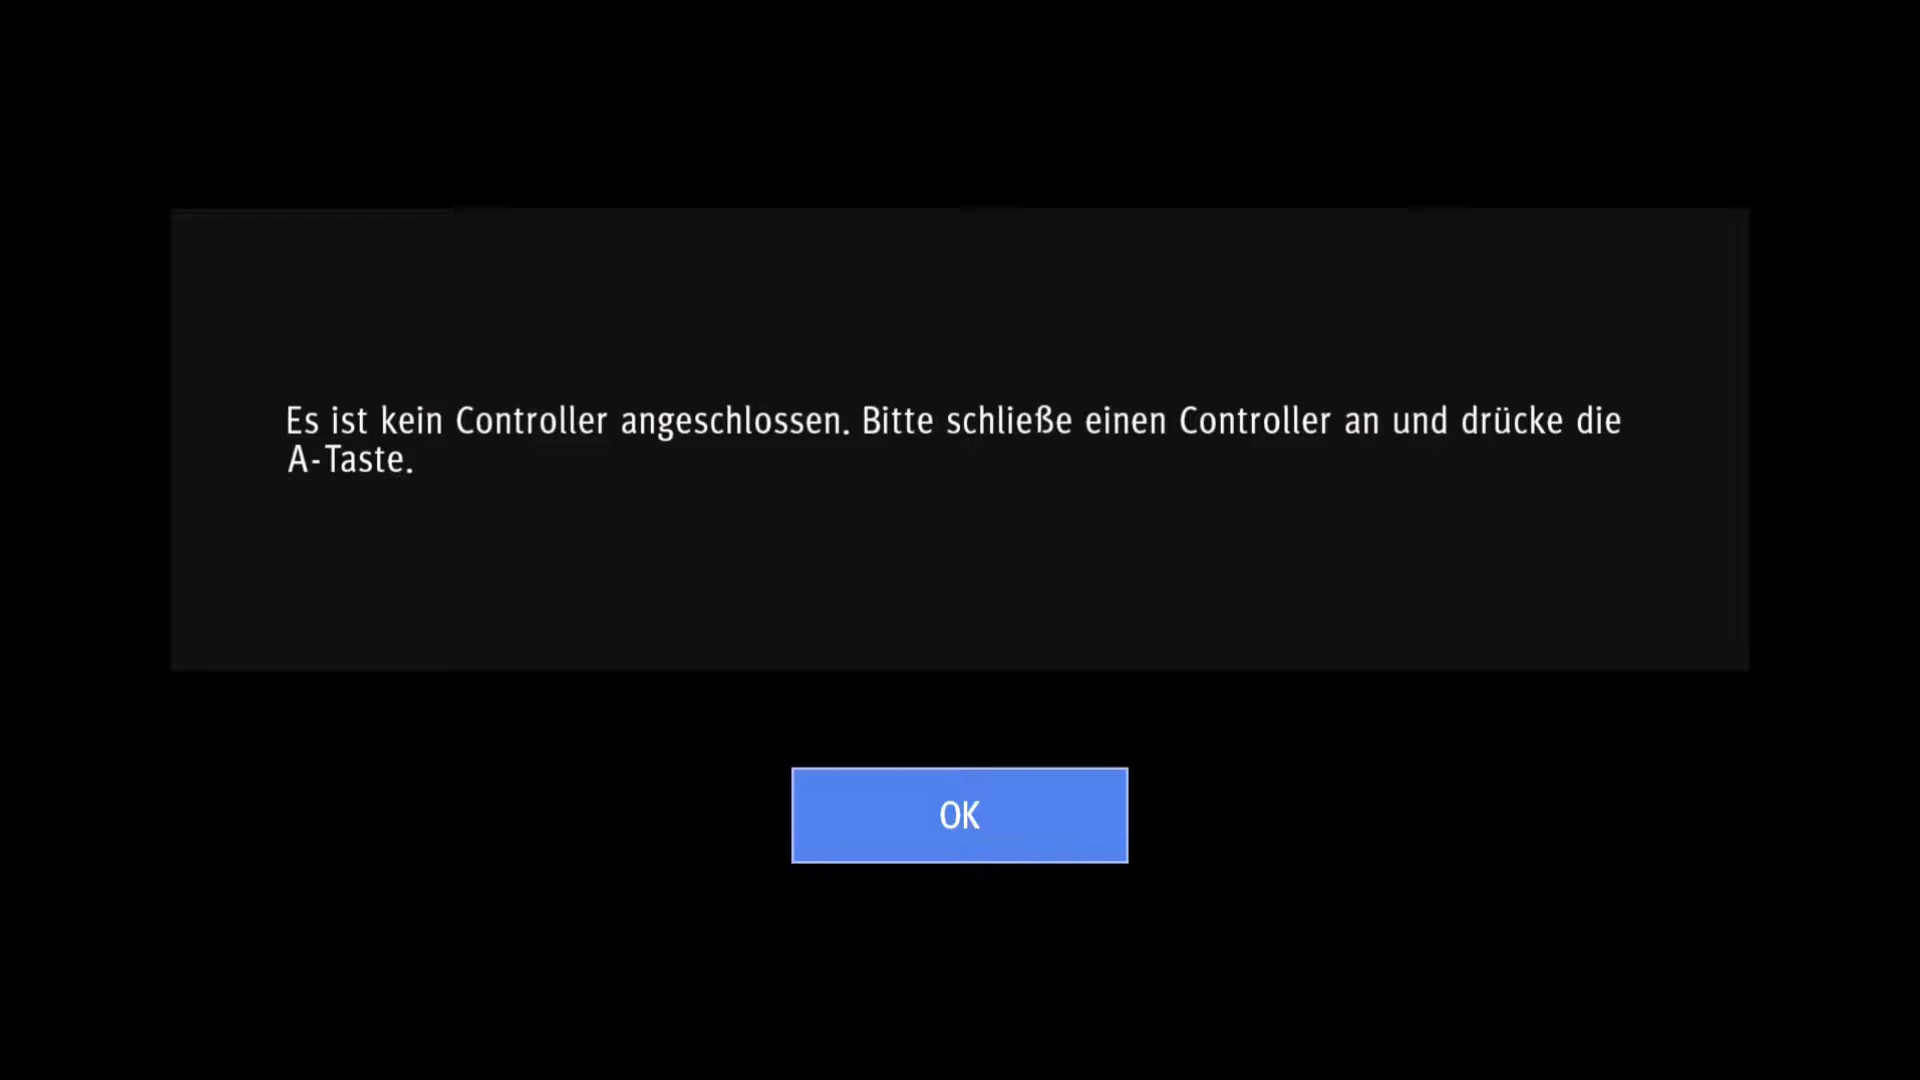 Es ist kein Controller angeschlossen. Bitte schließe einen Controller an und drücke die
A-Taste.
OK